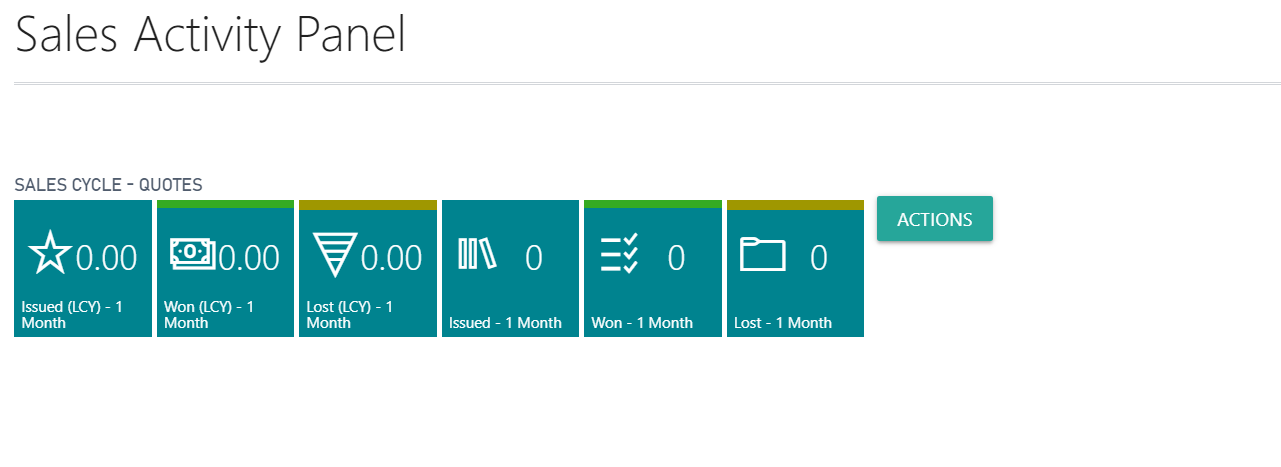 Sales Activity Panel
SALES CYCLE - QUOTES
ACTIONS
0.00
Issued (LCY) - 1
Month
0.00
Won (LCY) - 1
Month
0.00
Lost (LCY) - 1
Month
0
Issued - 1 Month
0
Won - 1 Month
0
Lost - 1 Month